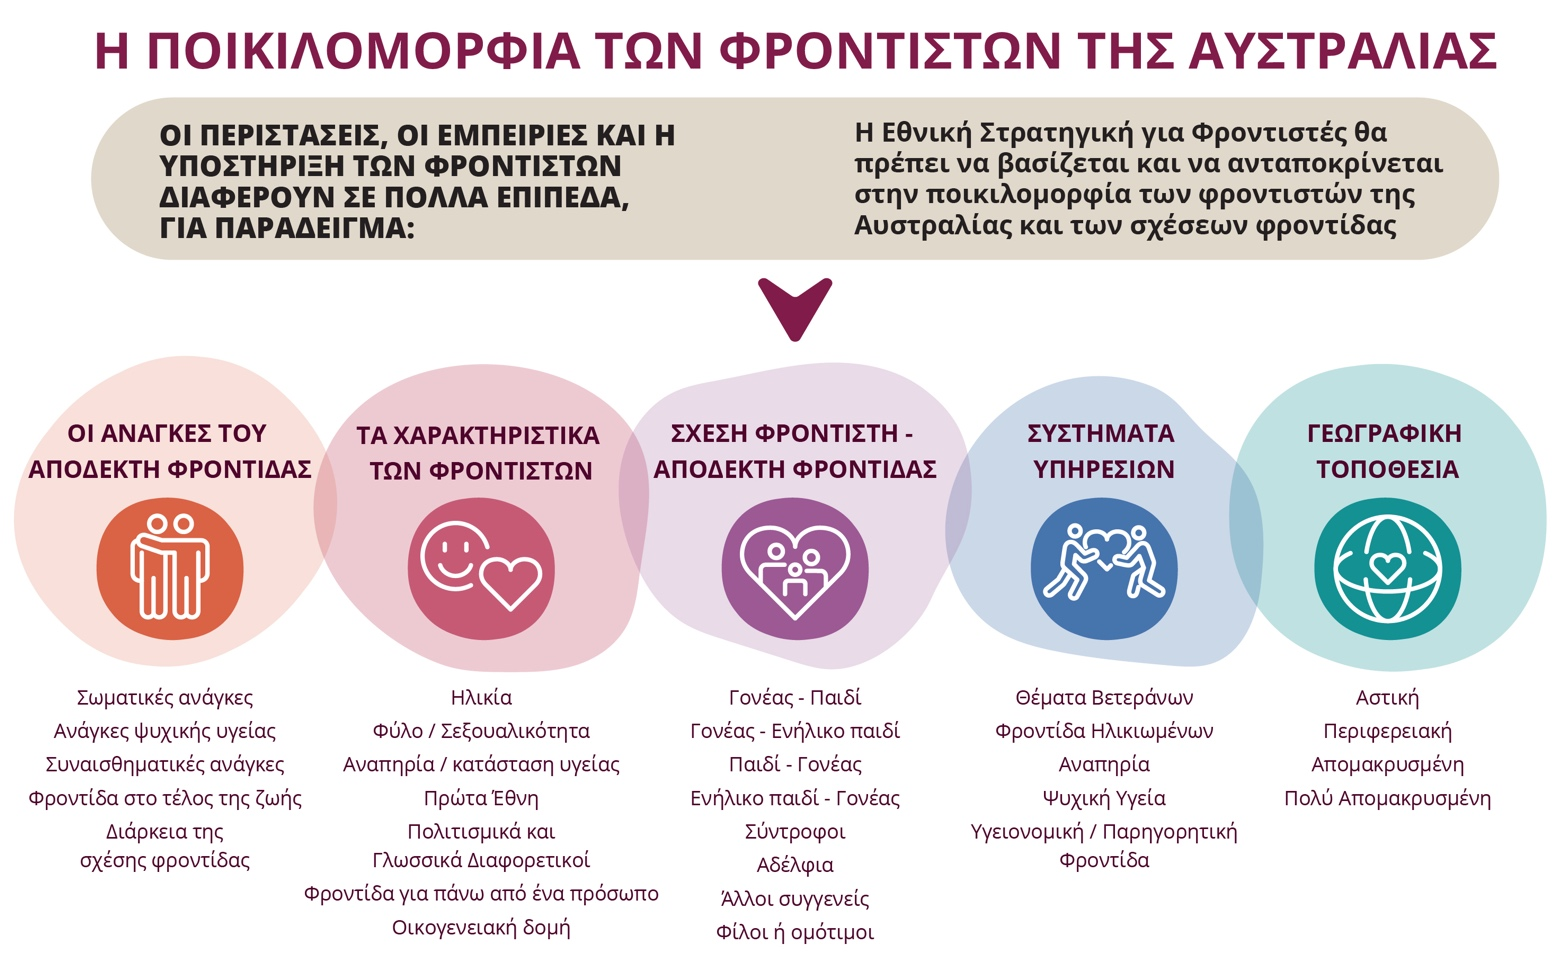 Η ΠΟΙΚΙΛΟΜΟΡΦΙΑ ΤΩΝ ΦΡΟΝΤΙΣΤΩΝ ΤΗΣ ΑΥΣΤΡΑΛΙΑΣ
ΟΙ ΠΕΡΙΣΤΑΣΕΙΣ, ΟΙ ΕΜΠΕΙΡΙΕΣ ΚΑΙ Η
ΥΠΟΣΤΗΡΙΞΗ ΤΩΝ ΦΡΟΝΤΙΣΤΩΝ
ΔΙΑΦΕΡΟΥΝ ΣΕ ΠΟΛΛΑ ΕΠΙΠΕΔΑ,
ΓΙΑ ΠΑΡΑΔΕΙΓΜΑ:
Η Εθνική Στρατηγική για Φροντιστές θα
πρέπει να βασίζεται και να ανταποκρίνεται
στην ποικιλομορφία των φροντιστών της
Αυστραλίας και των σχέσεων φροντίδας
ΟΙ ΑΝΑΓΚΕΣ ΤΟΥ
ΑΠΟΔΕΚΤΗ ΦΡΟΝΤΙΔΑΣ
Σωματικές ανάγκες
Ανάγκες ψυχικής υγείας
Συναισθηματικές ανάγκες
Φροντίδα στο τέλος της ζωής
Διάρκεια της
σχέσης φροντίδας
ΤΑ ΧΑΡΑΚΤΗΡΙΣΤΙΚΑ
ΤΩΝ ΦΡΟΝΤΙΣΤΩΝ
Ηλικία
Φύλο / Σεξουαλικότητα
Αναπηρία / κατάσταση υγείας
Πρώτα Έθνη
Πολιτισμικά και
Γλωσσικά Διαφορετικοί
Φροντίδα για πάνω από ένα πρόσωπο
Οικογενειακή δομή
ΣΧΕΣΗ ΦΡΟΝΤΙΣΤΗ -
ΑΠΟΔΕΚΤΗ ΦΡΟΝΤΙΔΑΣ
Γονέας - Παιδί
Γονέας - Ενήλικο παιδί
Παιδί - Γονέας
Ενήλικο παιδί - Γονέας
Σύντροφοι
Αδέλφια
Άλλοι συγγενείς
Φίλοι ή ομότιμοι
ΣΥΣΤΗΜΑΤΑ
ΥΠΗΡΕΣΙΩΝ
Θέματα Βετεράνων
Φροντίδα Ηλικιωμένων
Αναπηρία
Ψυχική Υγεία
Υγειονομική / Παρηγορητική
Φροντίδα
ΓΕΩΓΡΑΦΙΚΗ
ΤΟΠΟΘΕΣΙΑ
Αστική
Περιφερειακή
Απομακρυσμένη
Πολύ Απομακρυσμένη